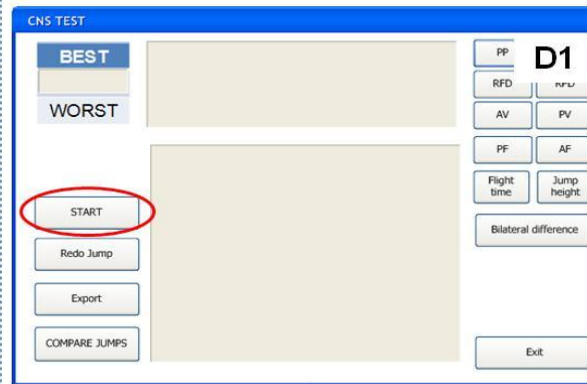 CNS TEST
BEST
WORST
START
Redo Jump
Export
COMPARE JUMPS
PP
D1
RFD RFD
AV PV
PF AF
Flight time
Jump height
Bilateral difference
Exit